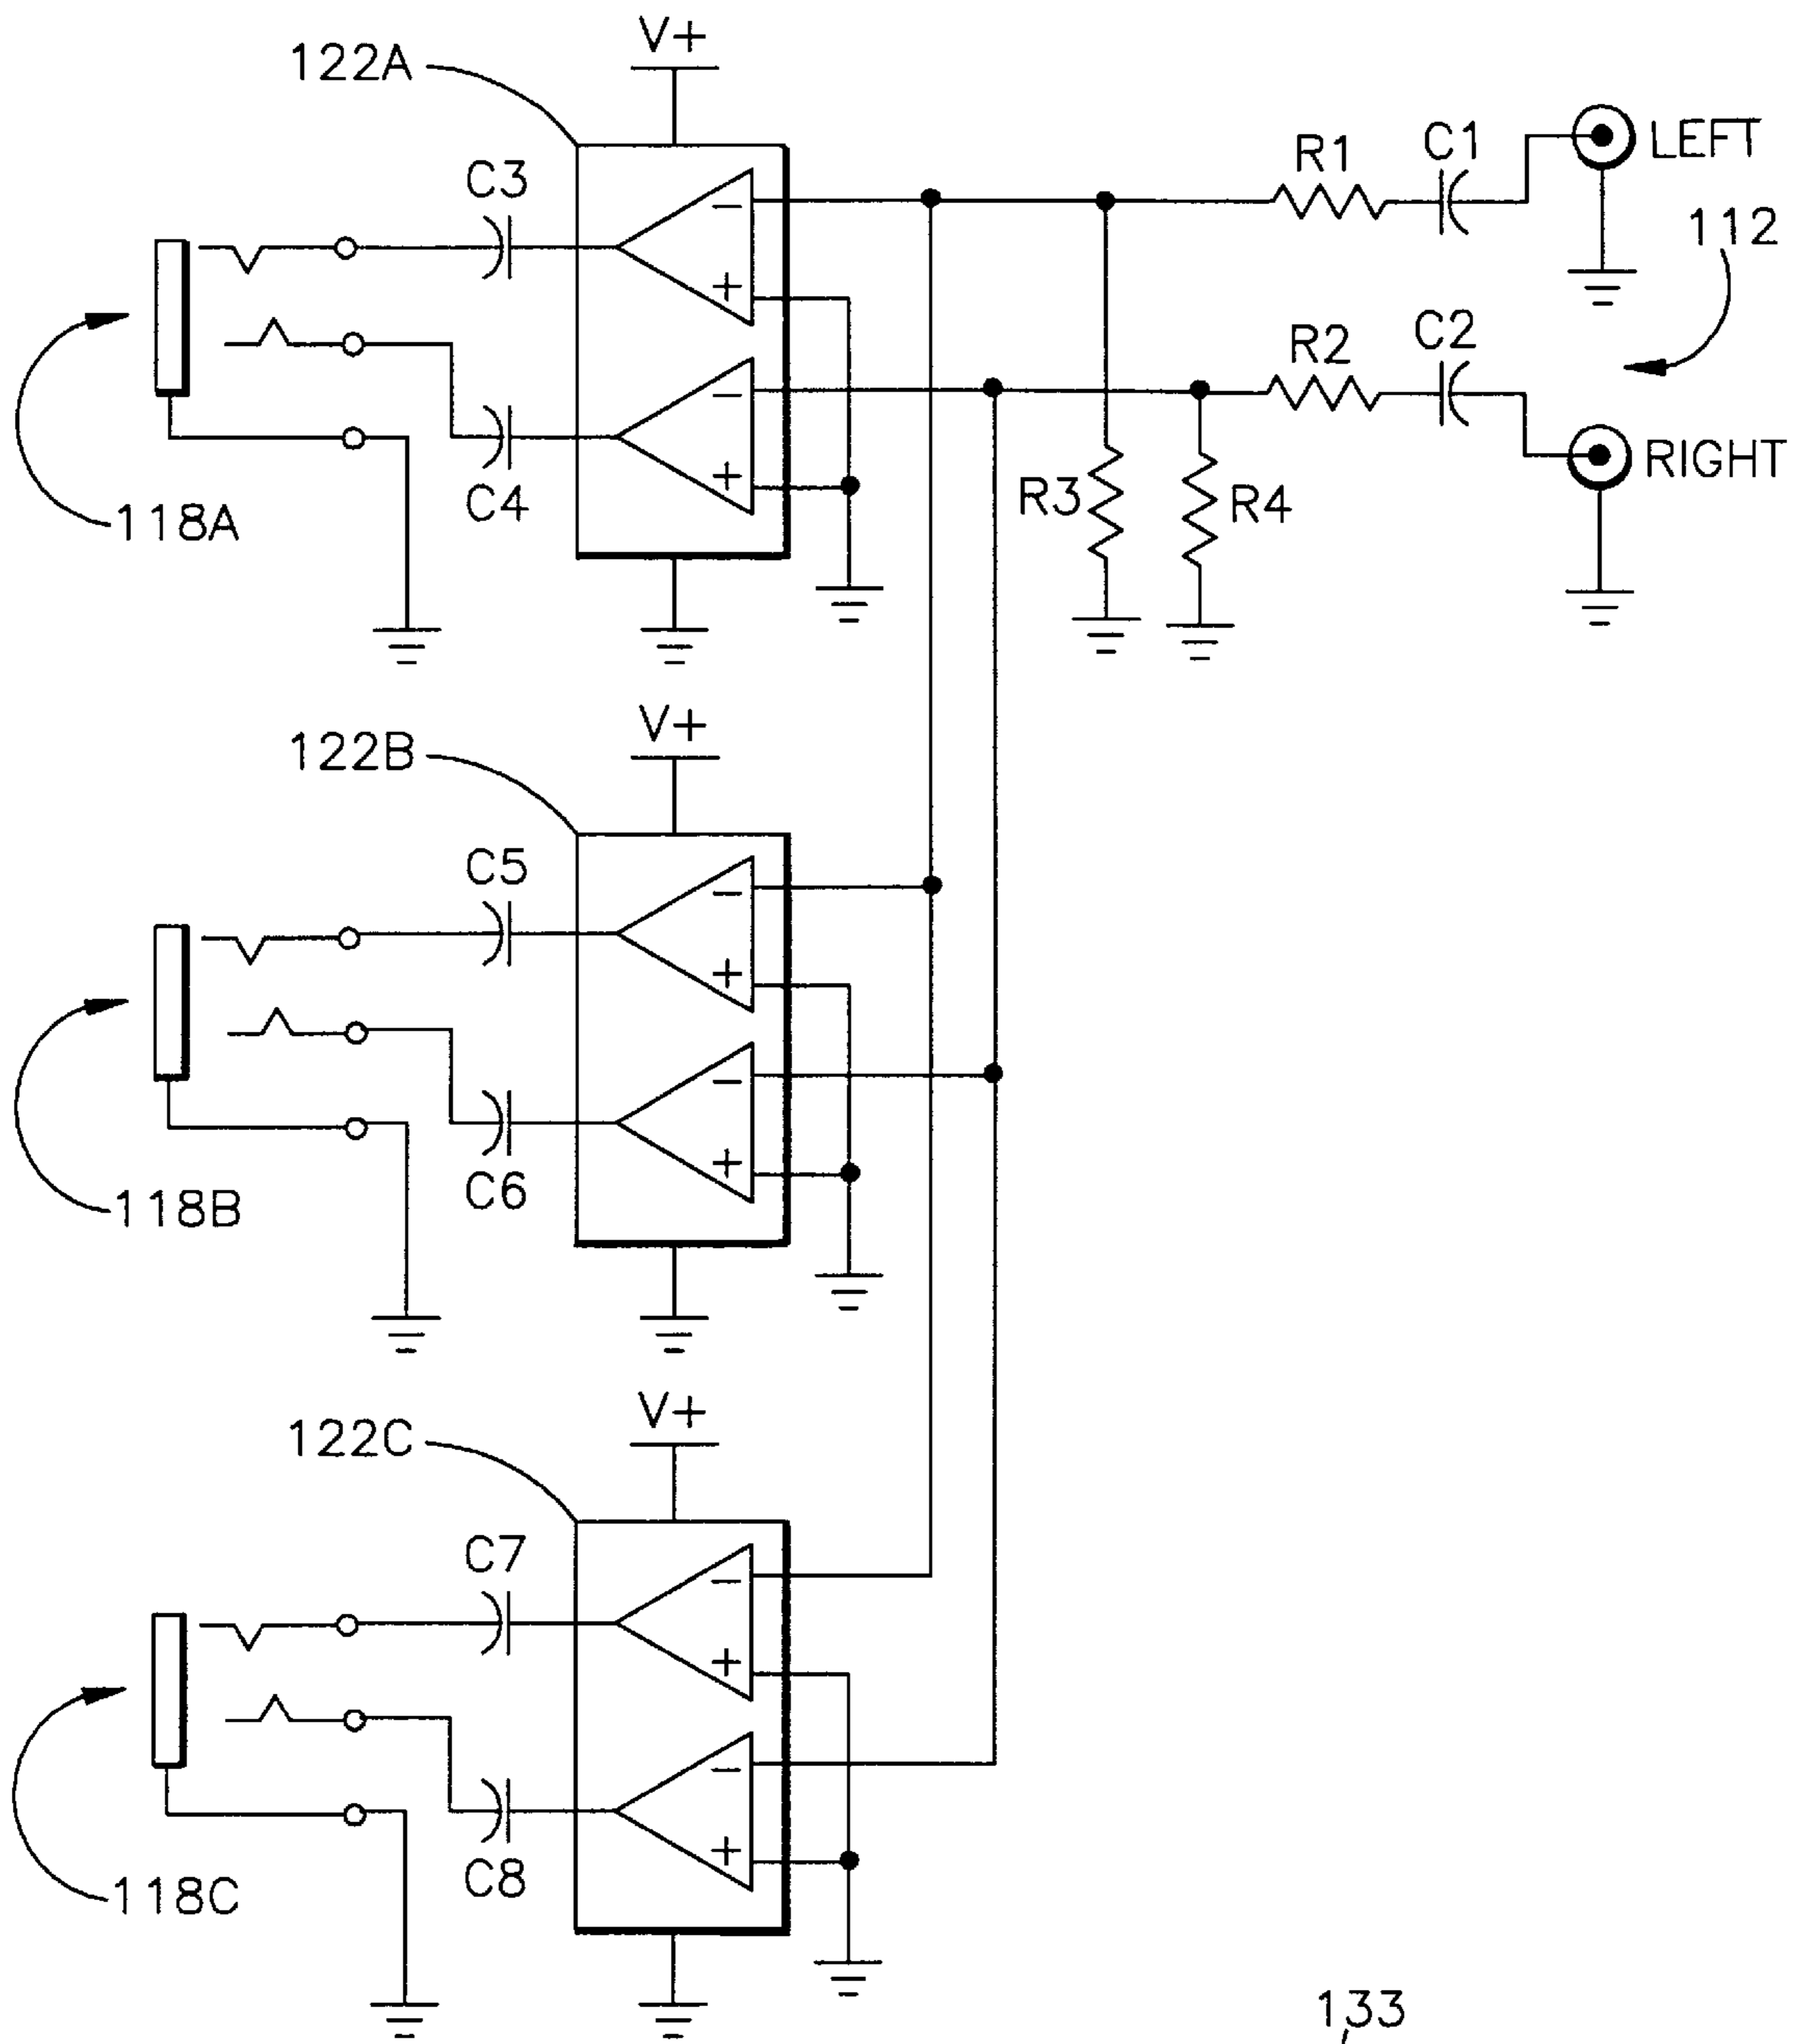 V+
122A
C3
C4
118A
R1
C1
LEFT
112
R2
C2
RIGHT
R3
R4
V+
122B
C5
C6
118B
V+
122C
C7
C8
118C
133